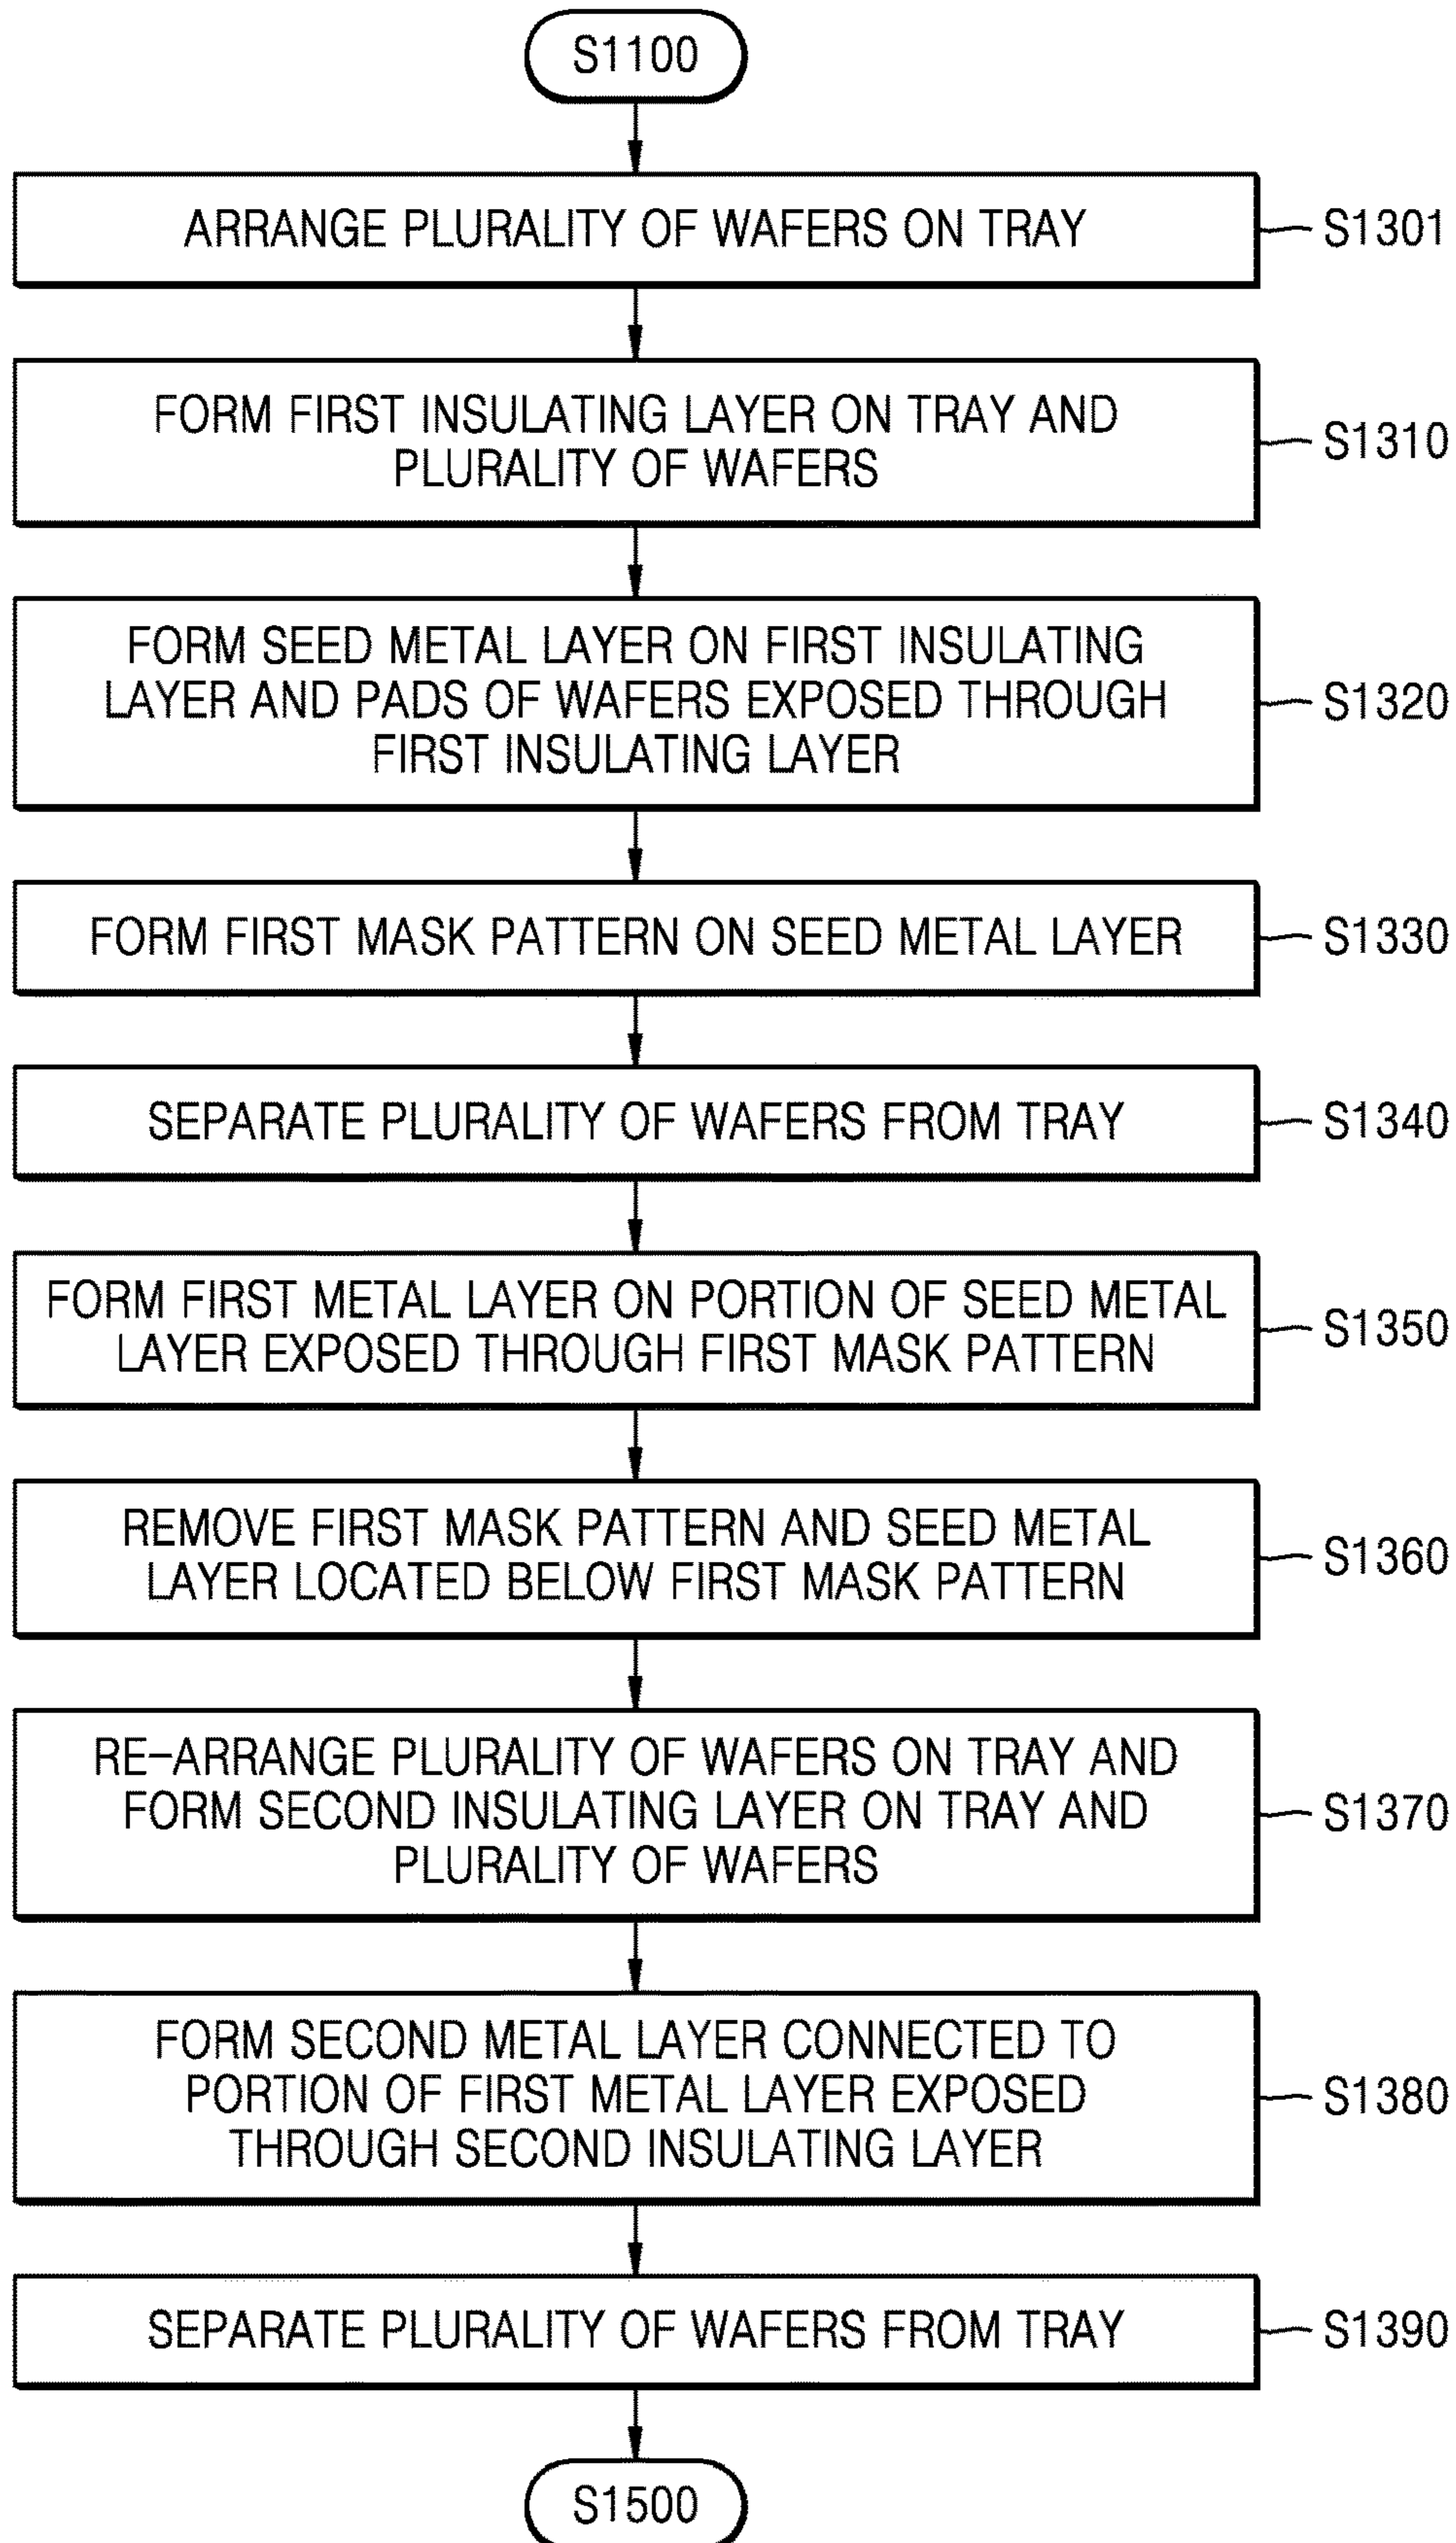 S1100
ARRANGE PLURALITY OF WAFERS ON TRAY
S1301
FORM FIRST INSULATING LAYER ON TRAY AND
PLURALITY OF WAFERS
S1310
FORM SEED METAL LAYER ON FIRST INSULATING
LAYER AND PADS OF WAFERS EXPOSED THROUGH
FIRST INSULATING LAYER
S1320
FORM FIRST MASK PATTERN ON SEED METAL LAYER
S1330
SEPARATE PLURALITY OF WAFERS FROM TRAY
S1340
FORM FIRST METAL LAYER ON PORTION OF SEED METAL
LAYER EXPOSED THROUGH FIRST MASK PATTERN
S1350
REMOVE FIRST MASK PATTERN AND SEED METAL
LAYER LOCATED BELOW FIRST MASK PATTERN
S1360
RE-ARRANGE PLURALITY OF WAFERS ON TRAY AND
FORM SECOND INSULATING LAYER ON TRAY AND
PLURALITY OF WAFERS
S1370
FORM SECOND METAL LAYER CONNECTED TO
PORTION OF FIRST METAL LAYER EXPOSED
THROUGH SECOND INSULATING LAYER
S1380
SEPARATE PLURALITY OF WAFERS FROM TRAY
S1390
S1500